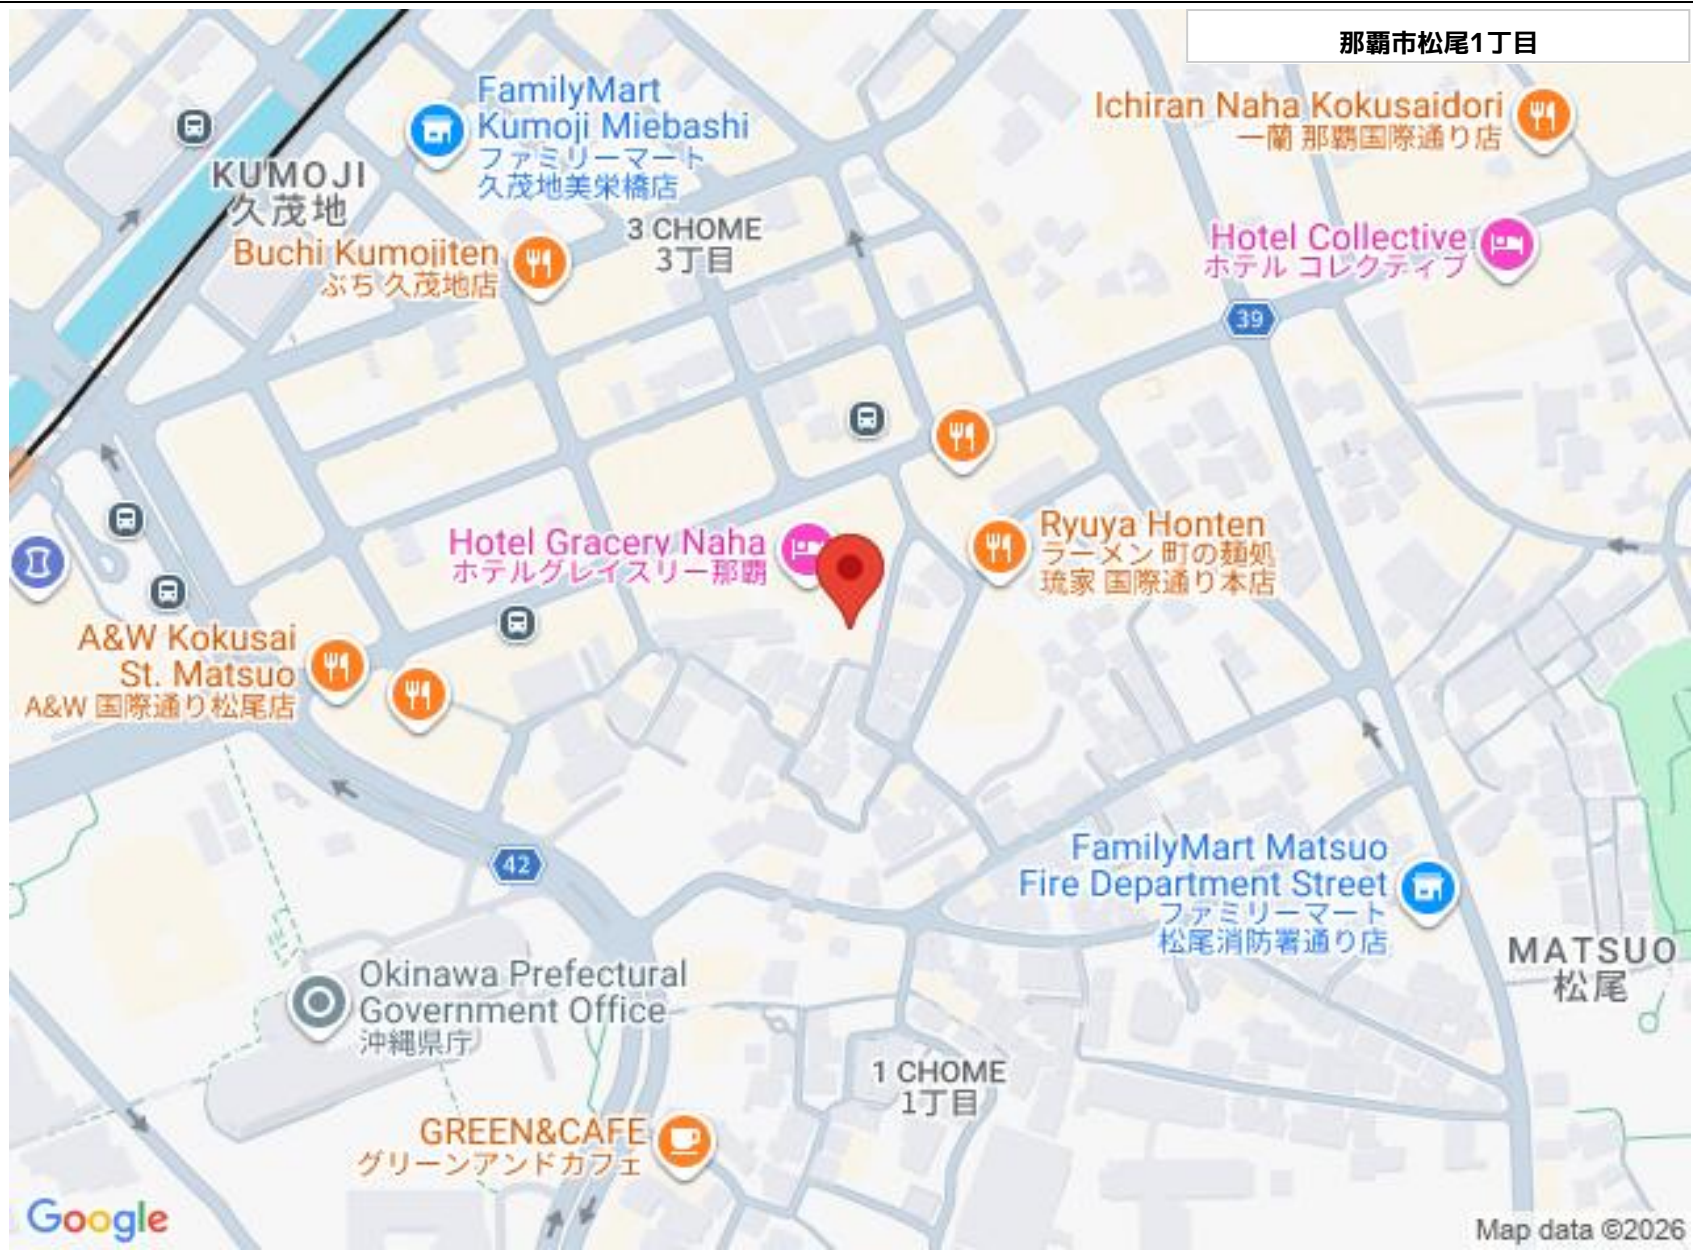 那覇市松尾1丁目
FamilyMart
Kumoji Miebashi
ファミリーマート
久茂地美栄橋店
Ichiran Naha Kokusaidori
一蘭 那覇国際通り店
KUMOJI
久茂地
3 CHOME
3丁目
Buchi Kumojiten
ぶち 久茂地店
Hotel Collective
ホテル コレクティブ
39
Hotel Gracery Naha
ホテルグレイスリー那覇
Ryuya Honten
ラーメン 町の麺処
琉家 国際通り本店
A&W Kokusai
St. Matsuo
A&W 国際通り松尾店
42
FamilyMart Matsuo
Fire Department Street
ファミリーマート
松尾消防署通り店
MATSUO
松尾
Okinawa Prefectural
Government Office
沖縄県庁
1 CHOME
1丁目
GREEN&CAFE
グリーンアンドカフェ
Google
Map data ©2026